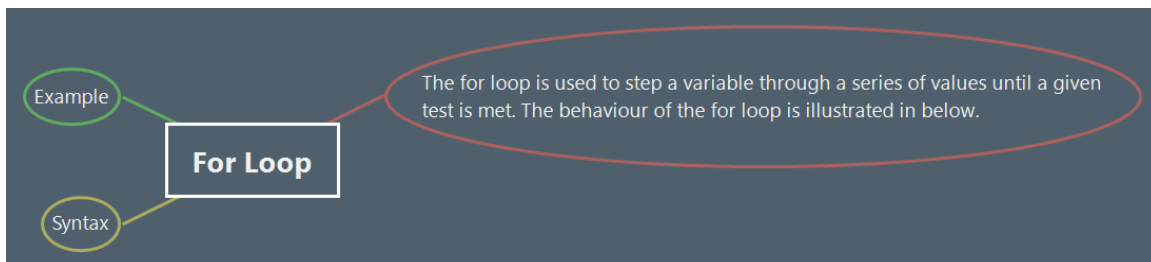 Example
The for loop is used to step a variable through a series of values until a given
test is met. The behaviour of the for loop is illustrated in below.
For Loop
Syntax